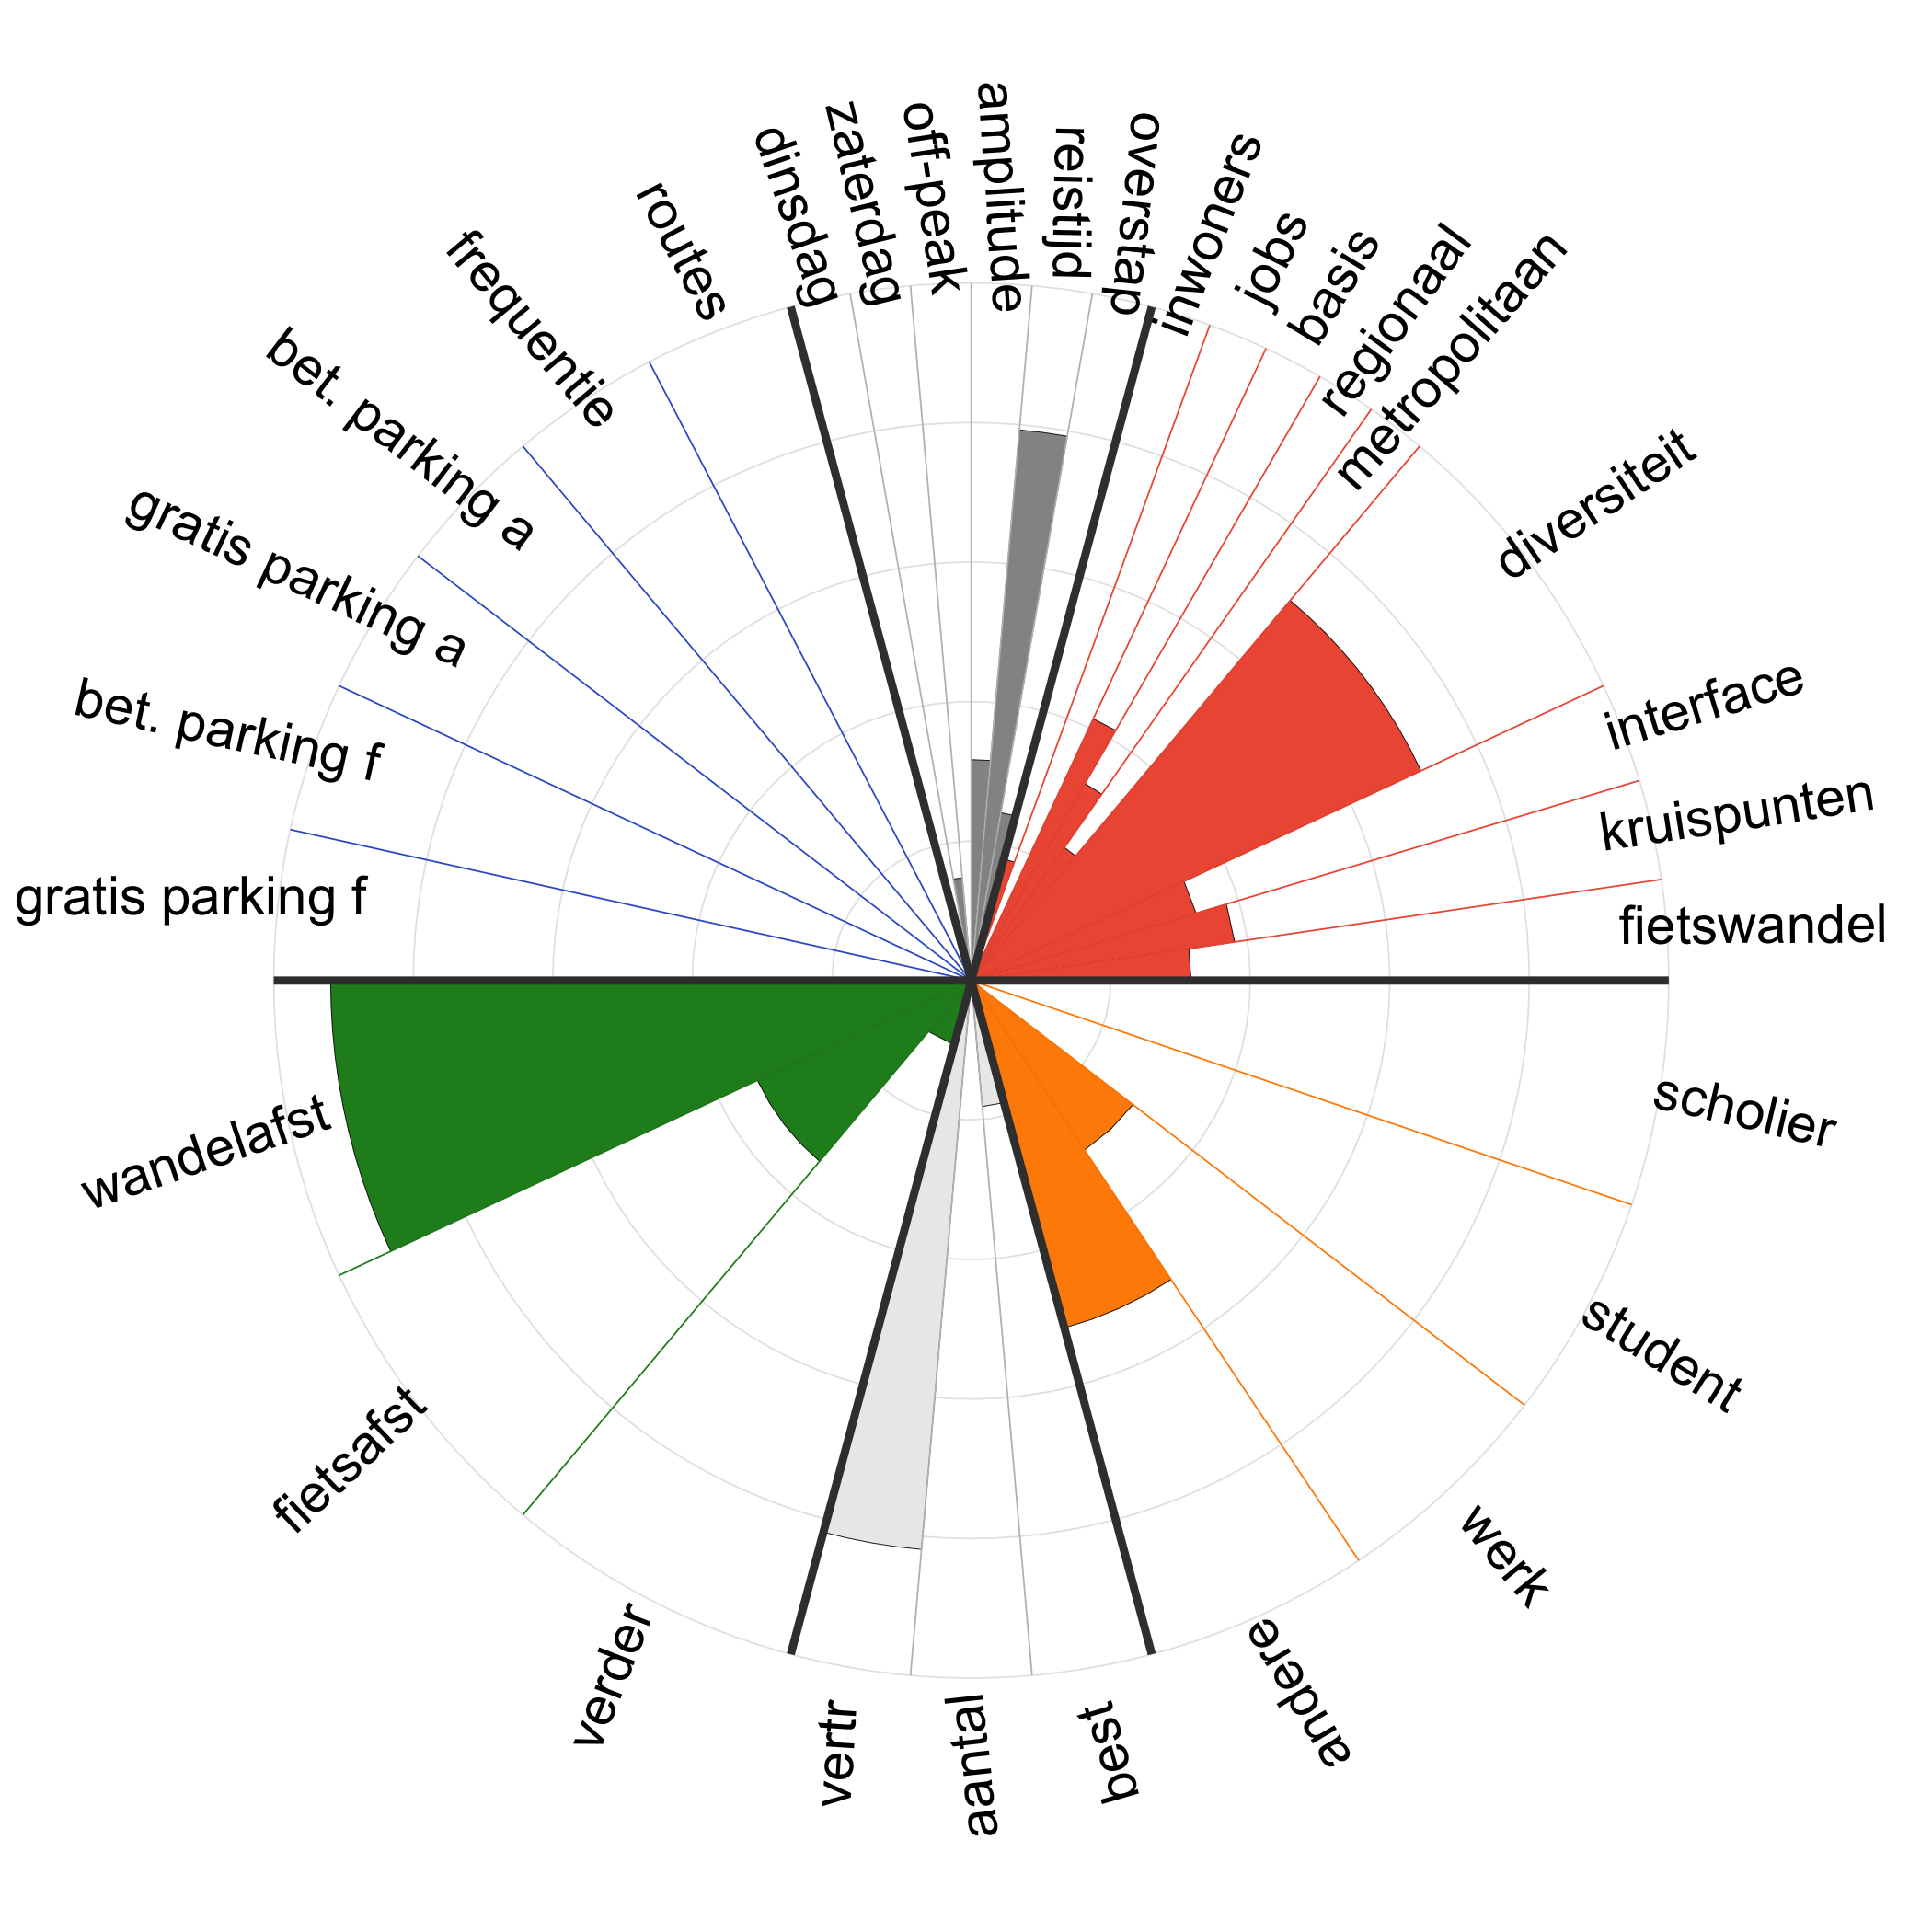 dinsdag
zaterdag
off-peak
amplitude
reistijd
overstap
inwoners
jobs
basis
regionaal
metropolitaan
diversiteit
interface
kruispunten
fietswandel
scholier
student
werk
andere
best
aantal
vertr
verder
fietsafst
wandelafst
gratis parking f
bet. parking f
gratis parking a
bet. parking a
frequentie
routes